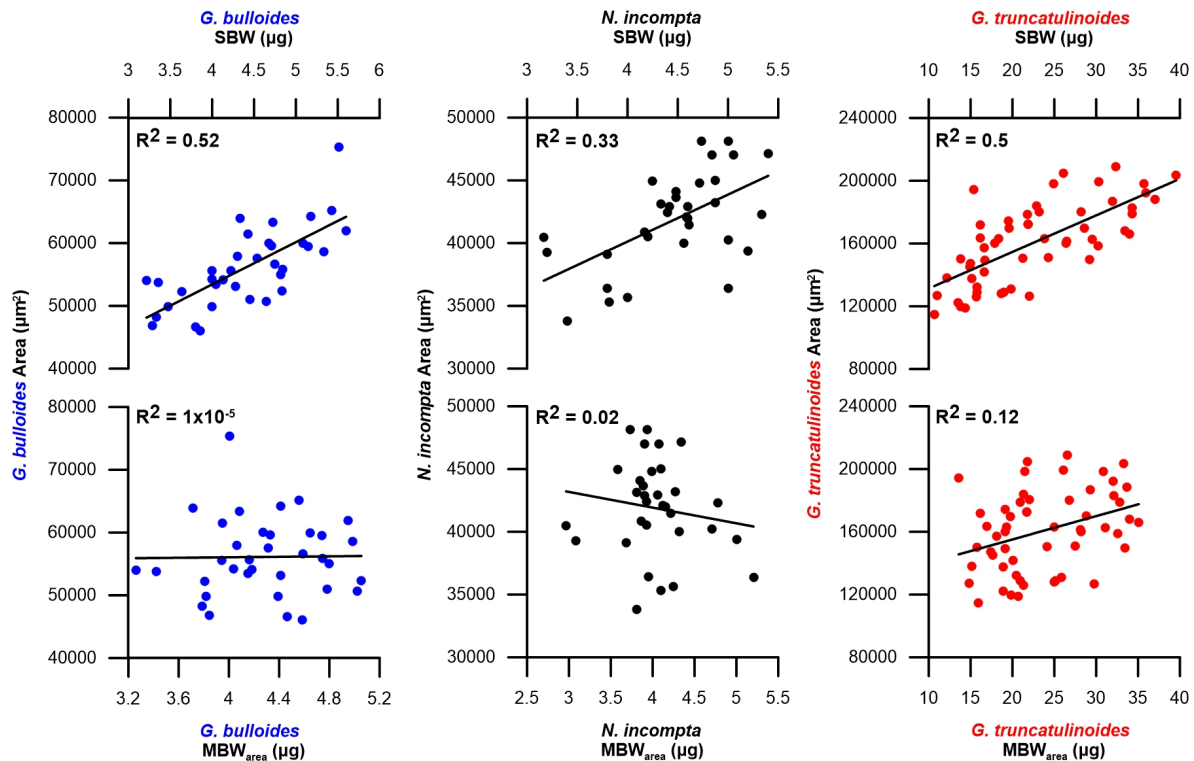 G. bulloides
SBW (µg)
3 3.5 4 4.5 5 5.5 6
N. incompta
SBW (µg)
3 3.5 4 4.5 5 5.5
G. truncatulinoides
SBW (µg)
10 15 20 25 30 35 40
G. bulloides Area (µm²)
80000
70000
60000
50000
40000
R² = 0.52
N. incompta Area (µm²)
50000
45000
40000
35000
30000
R² = 0.33
G. truncatulinoides Area (µm²)
240000
200000
160000
120000
80000
R² = 0.5
80000
70000
60000
50000
40000
R² = 1x10⁻⁵
50000
45000
40000
35000
30000
R² = 0.02
240000
200000
160000
120000
80000
R² = 0.12
3.2 3.6 4 4.4 4.8 5.2
G. bulloides
MBWarea (µg)
2.5 3 3.5 4 4.5 5 5.5
N. incompta
MBWarea (µg)
10 15 20 25 30 35 40
G. truncatulinoides
MBWarea (µg)